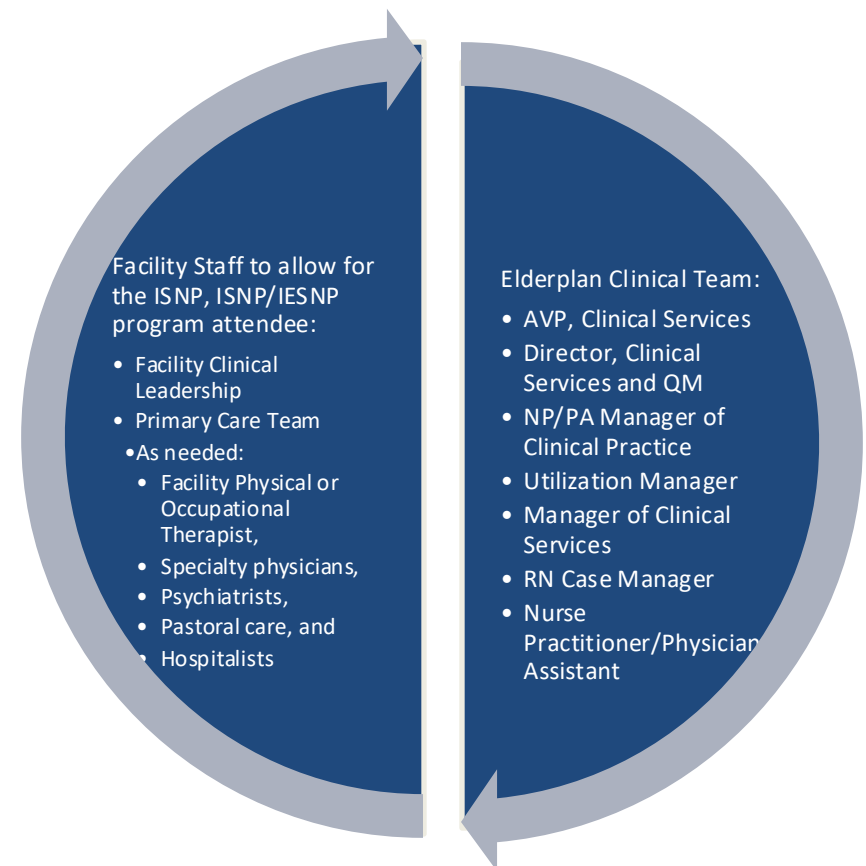 Facility Staff to allow for
the ISNP, ISNP/IESNP
program attendee:
• Facility Clinical
Leadership
• Primary Care Team
•As needed:
• Facility Physical or
Occupational
Therapist,
• Specialty physicians,
• Psychiatrists,
• Pastoral care, and
• Hospitalists
Elderplan Clinical Team:
• AVP, Clinical Services
• Director, Clinical
Services and QM
• NP/PA Manager of
Clinical Practice
• Utilization Manager
• Manager of Clinical
Services
• RN Case Manager
• Nurse
Practitioner/Physician
Assistant